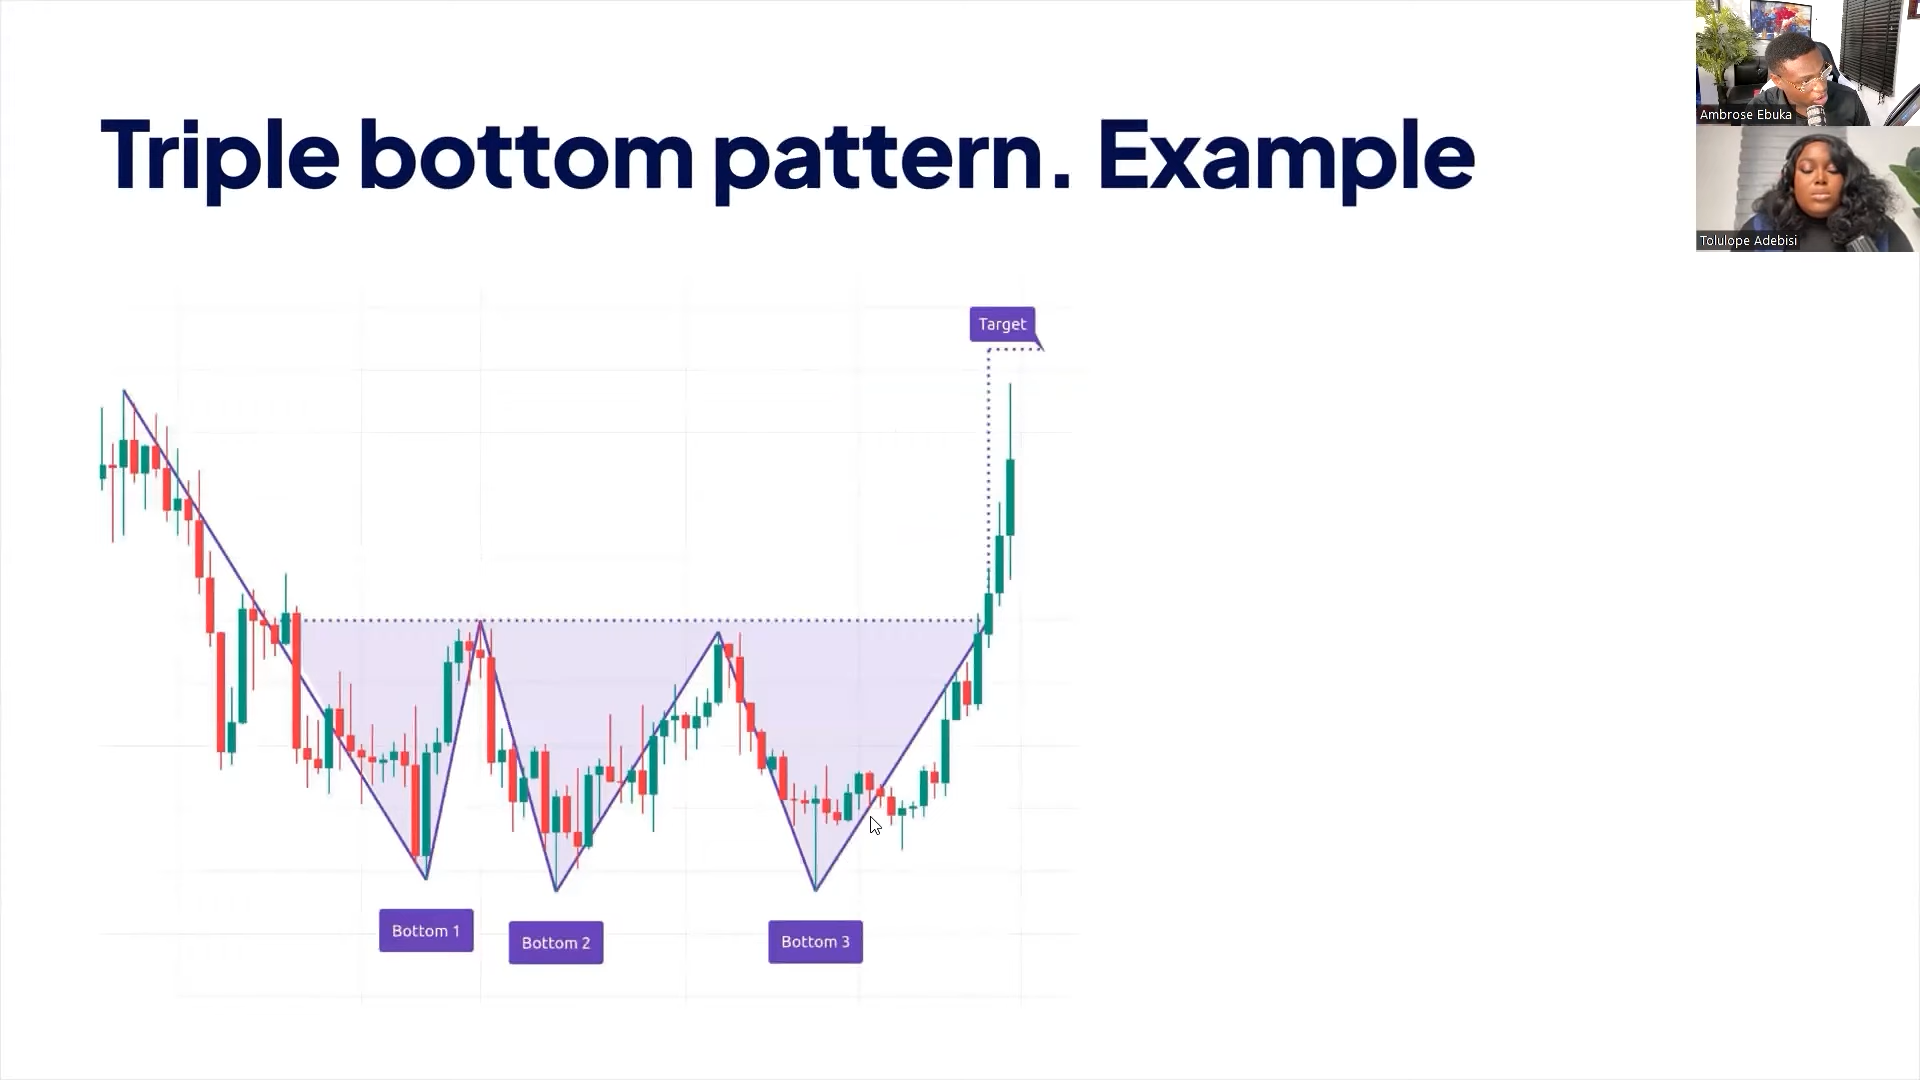 Triple bottom pattern. Example
Ambrose Ebuka
Tolulope Adebisi
Target
Bottom 1
Bottom 2
Bottom 3